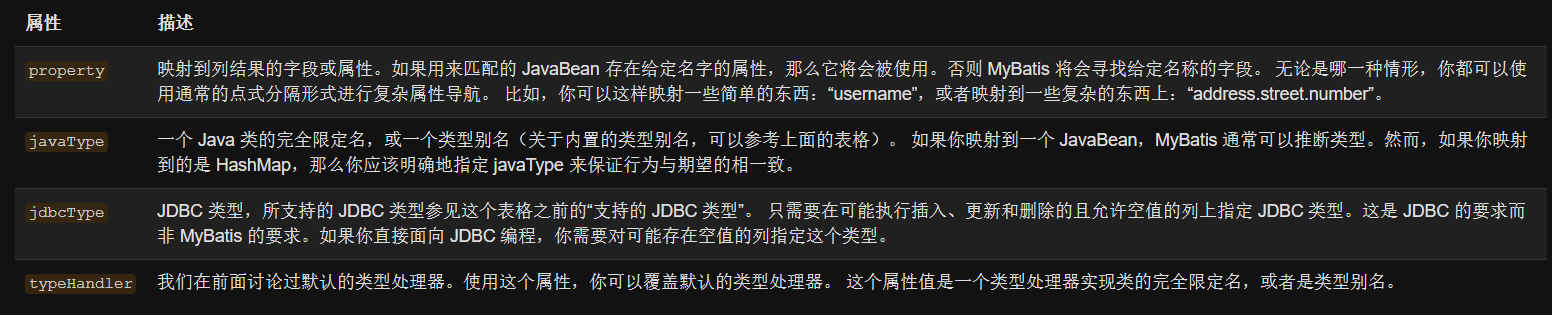 属性 描述
property 映射到列结果的字段或属性。如果用来匹配的 JavaBean 存在给定名字的属性，那么它将会被使用。否则 MyBatis 将会寻找给定名称的字段。 无论是哪一种情形，你都可以使
用通常的点式分隔形式进行复杂属性导航。 比如，你可以这样映射一些简单的东西：“username”，或者映射到一些复杂的东西上：“address.street.number”。
javaType 一个 Java 类的完全限定名，或一个类型别名（关于内置的类型别名，可以参考上面的表格）。 如果你映射到一个 JavaBean，MyBatis 通常可以推断类型。然而，如果你映射
到的是 HashMap，那么你应该明确地指定 javaType 来保证行为与期望的相一致。
jdbcType JDBC 类型，所支持的 JDBC 类型参见这个表格之前的“支持的 JDBC 类型”。 只需要在可能执行插入、更新和删除的且允许空值的列上指定 JDBC 类型。这是 JDBC 的要求而
非 MyBatis 的要求。如果你直接面向 JDBC 编程，你需要对可能存在空值的列指定这个类型。
typeHandler 我们在前面讨论过默认的类型处理器。使用这个属性，你可以覆盖默认的类型处理器。 这个属性值是一个类型处理器实现类的完全限定名，或者是类型别名。